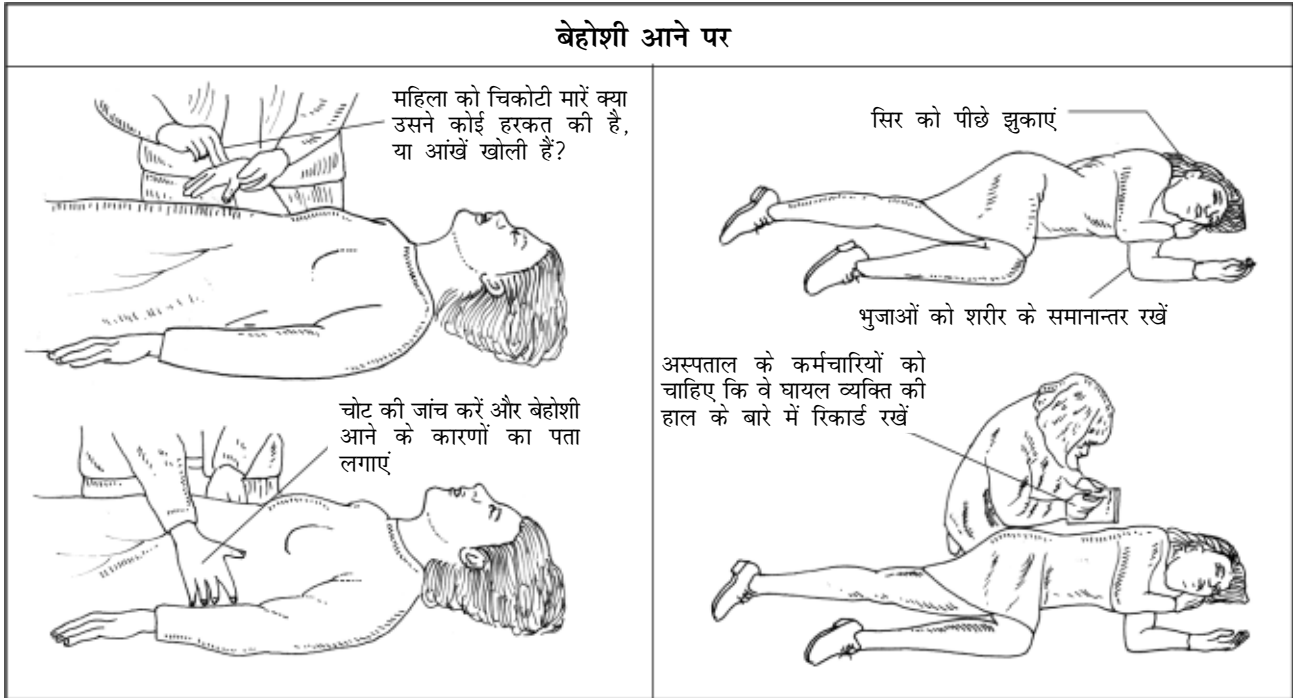 बेहोशी आने पर
महिला को चिकोटी मारें क्या
उसने कोई हरकत की है,
या आंखें खोली हैं?
चोट की जांच करें और बेहोशी
आने के कारणों का पता
लगाएं
सिर को पीछे झुकाएं
भुजाओं को शरीर के समानान्तर रखें
अस्पताल के कर्मचारियों को
चाहिए कि वे घायल व्यक्ति की
हाल के बारे में रिकार्ड रखें